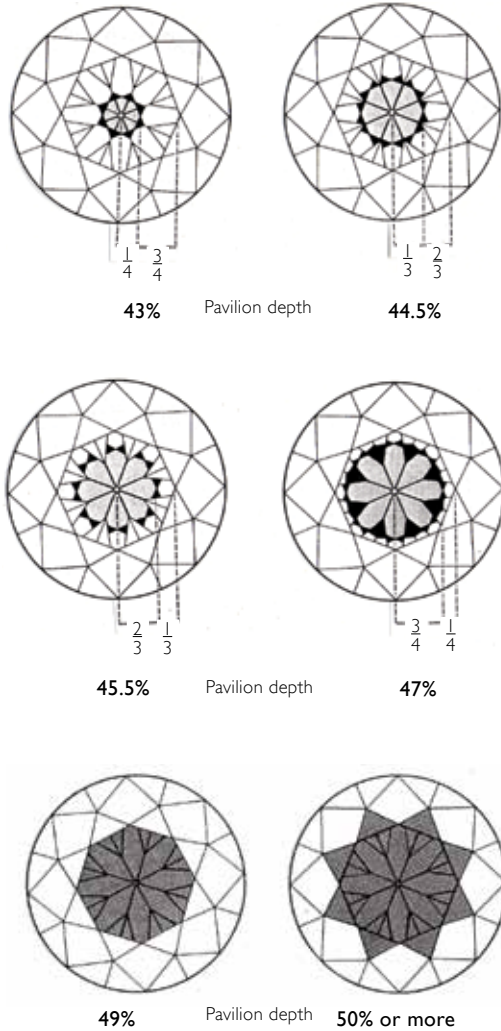 1/4 3/4
1/3 2/3
43% Pavilion depth 44.5%
2/3 1/3
3/4 1/4
45.5% Pavilion depth 47%
49% Pavilion depth 50% or more